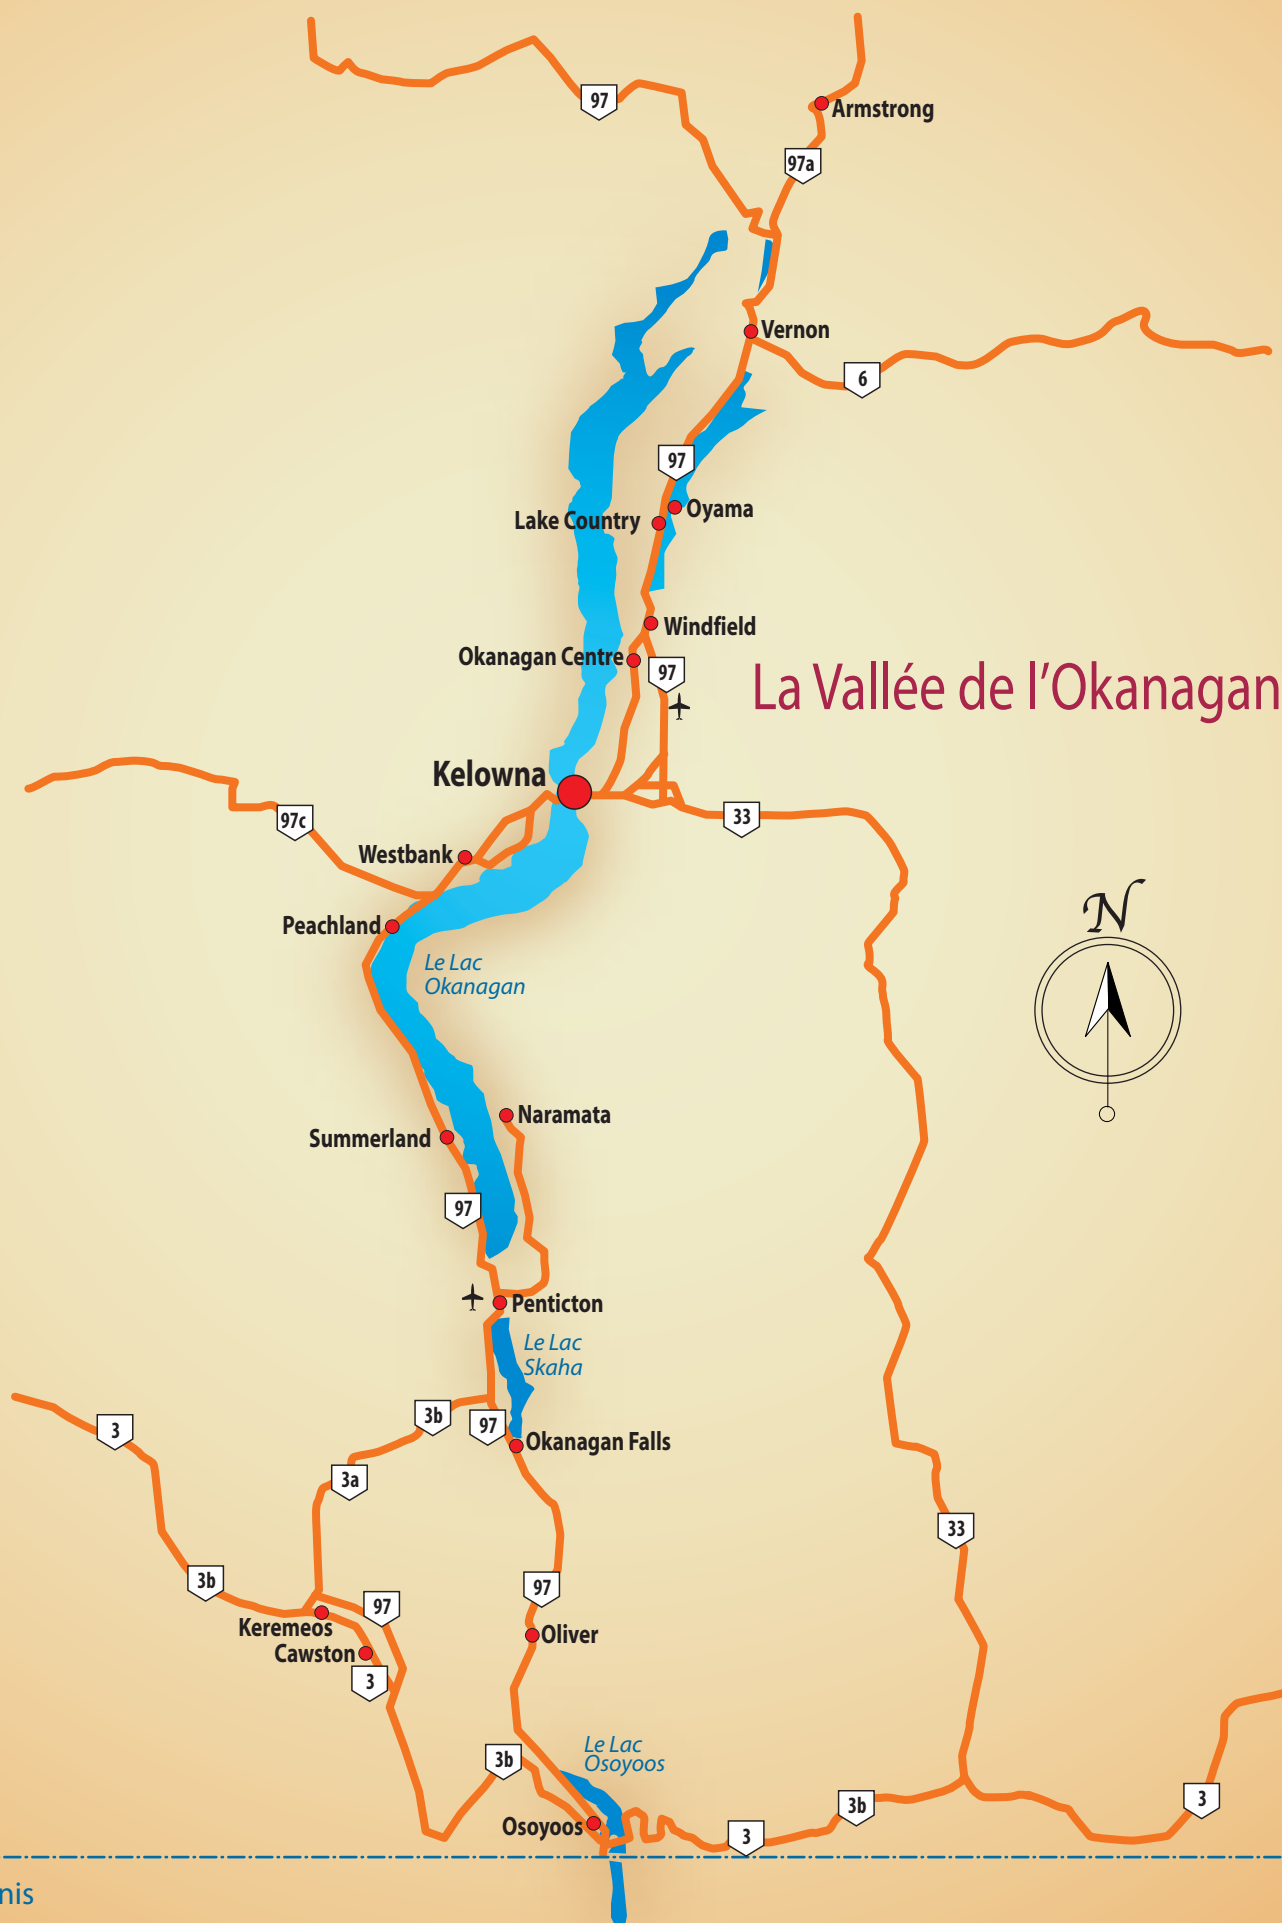 97
Armstrong
97a
Vernon
6
97
Oyama
Lake Country
Windfield
Okanagan Centre
97
La Vallée de l'Okanagan
Kelowna
97c
33
Westbank
N
Peachland
Le Lac
Okanagan
Naramata
Summerland
97
Penticton
Le Lac
Skaha
3b
97
3
Okanagan Falls
3a
33
3b
97
97
Keremeos
Oliver
Cawston
3
Le Lac
Osoyoos
3b
3b
3
Osoyoos
3
nis